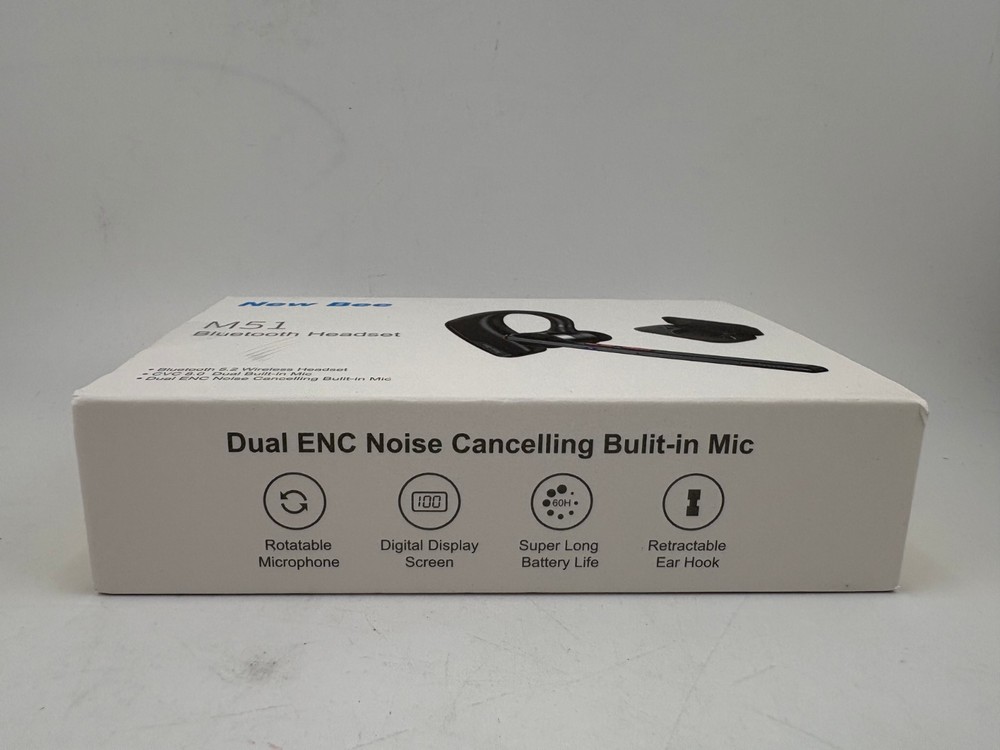 New Bee
M51
Bluetooth Headset
• Bluetooth 5.2 Wireless Headset
• CVC 8.0 Dual Bulit-in Mic
• Dual ENC Noise Cancelling Bulit-in Mic
Dual ENC Noise Cancelling Bulit-in Mic
100
60H
Rotatable
Microphone
Digital Display
Screen
Super Long
Battery Life
Retractable
Ear Hook